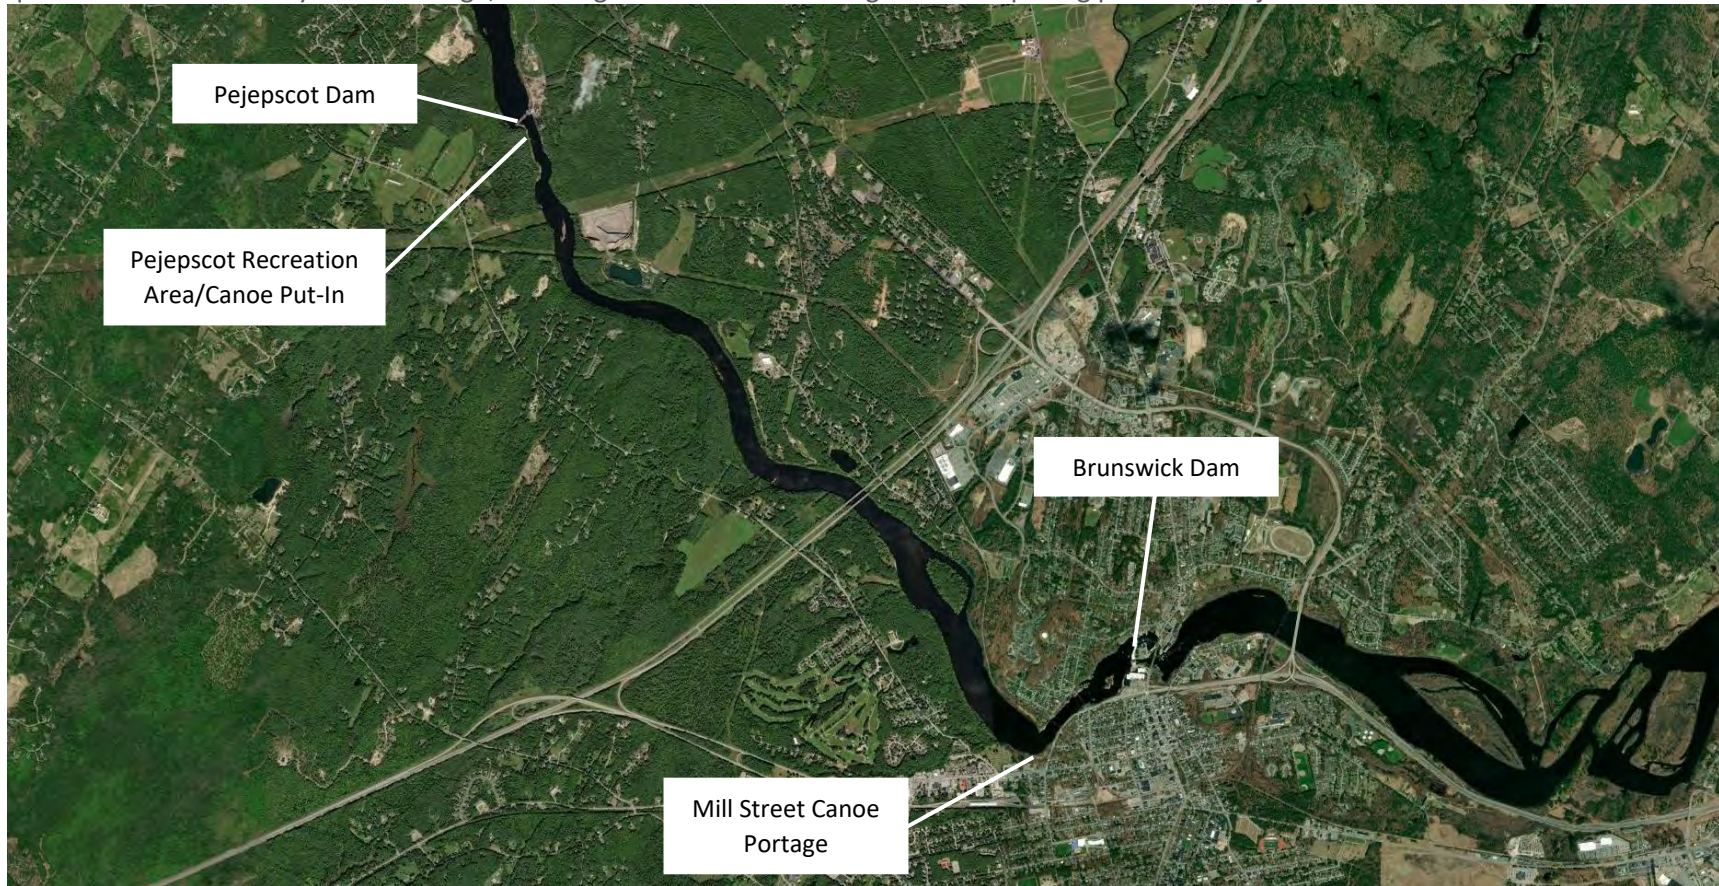 Pejepscot Dam
Pejepscot Recreation
Area/Canoe Put-In
Brunswick Dam
Mill Street Canoe
Portage